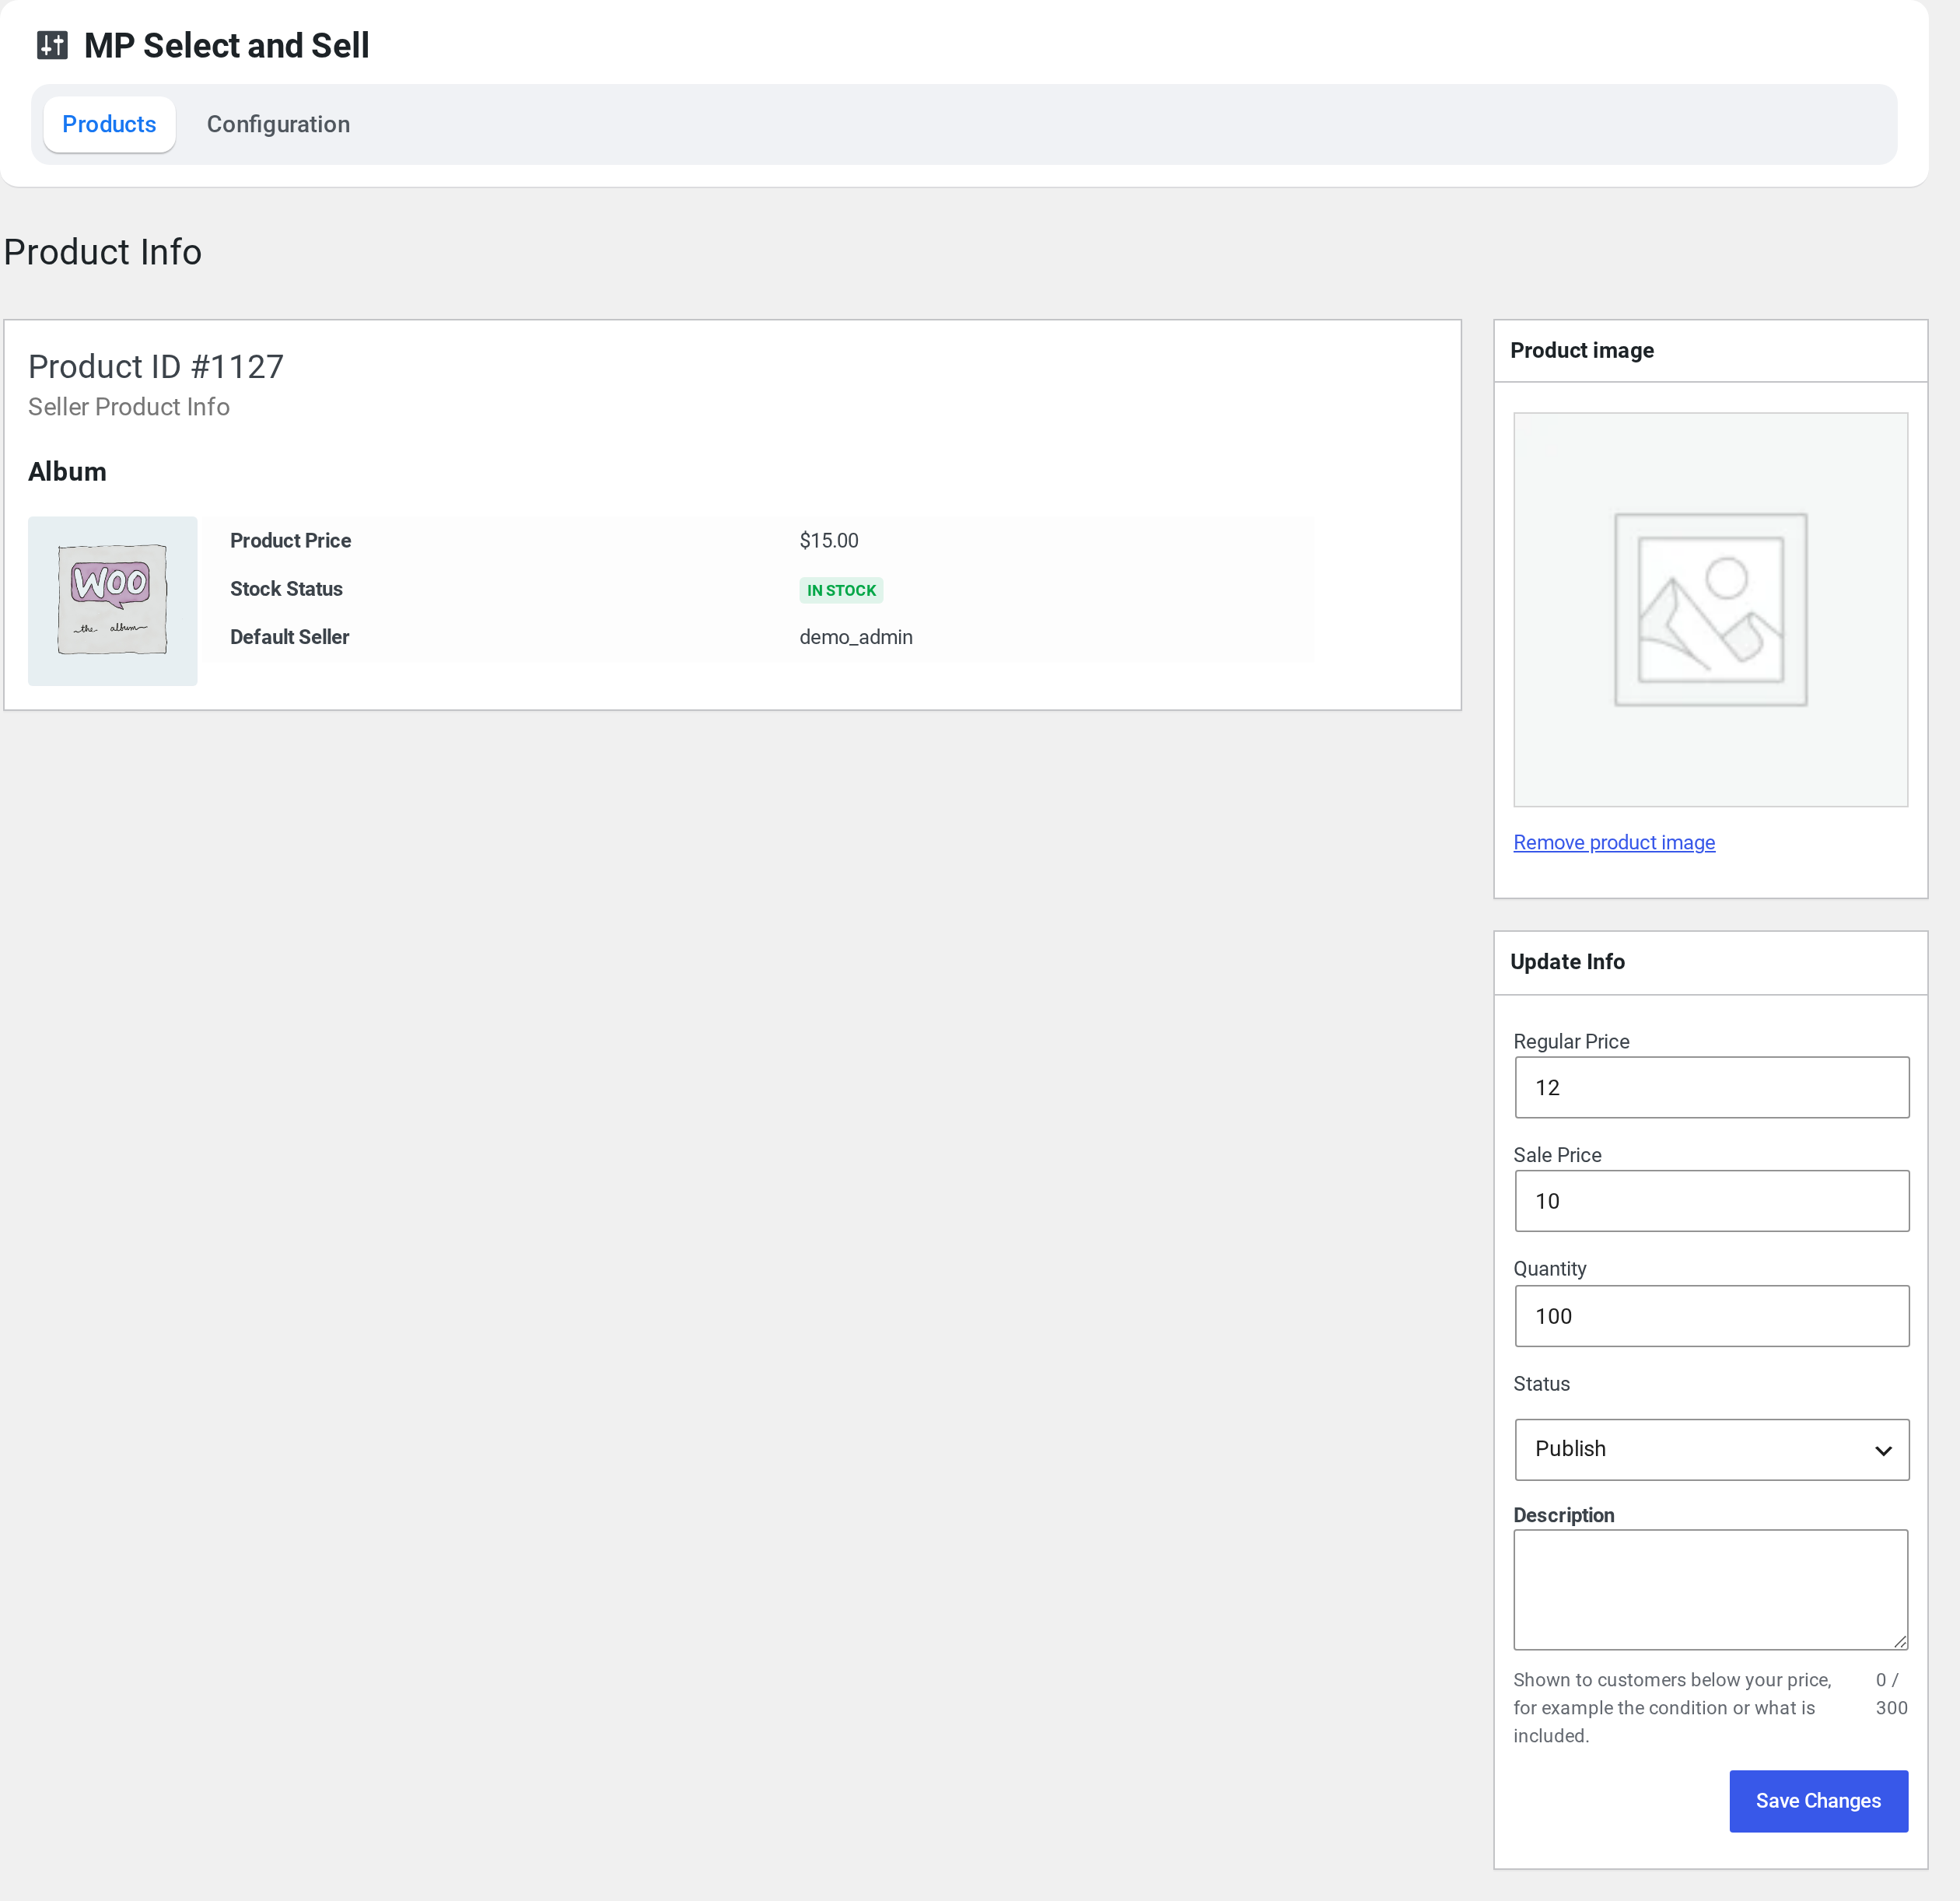 MP Select and Sell
Products
Configuration
Product Info
Product ID #1127
Seller Product Info
Album
WOO
the album
Product Price
$15.00
Stock Status
IN STOCK
Default Seller
demo_admin
Product image
Remove product image
Update Info
Regular Price
12
Sale Price
10
Quantity
100
Status
Publish
Description
Shown to customers below your price,
for example the condition or what is
included.
0 /
300
Save Changes